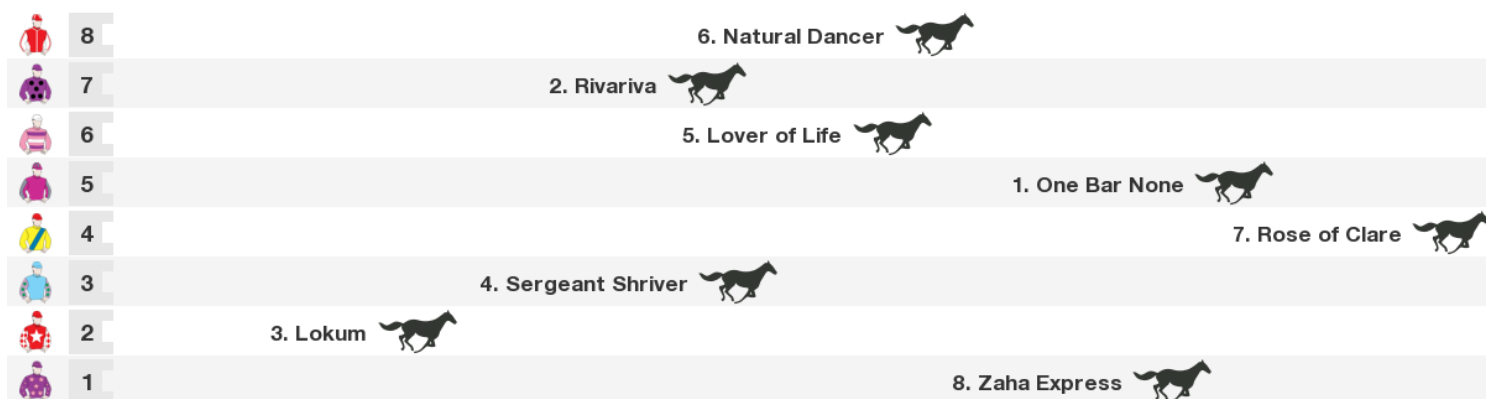 8 6. Natural Dancer
7 2. Rivariva
6 5. Lover of Life
5 1. One Bar None
4 7. Rose of Clare
3 4. Sergeant Shriver
2 3. Lokum
1 8. Zaha Express